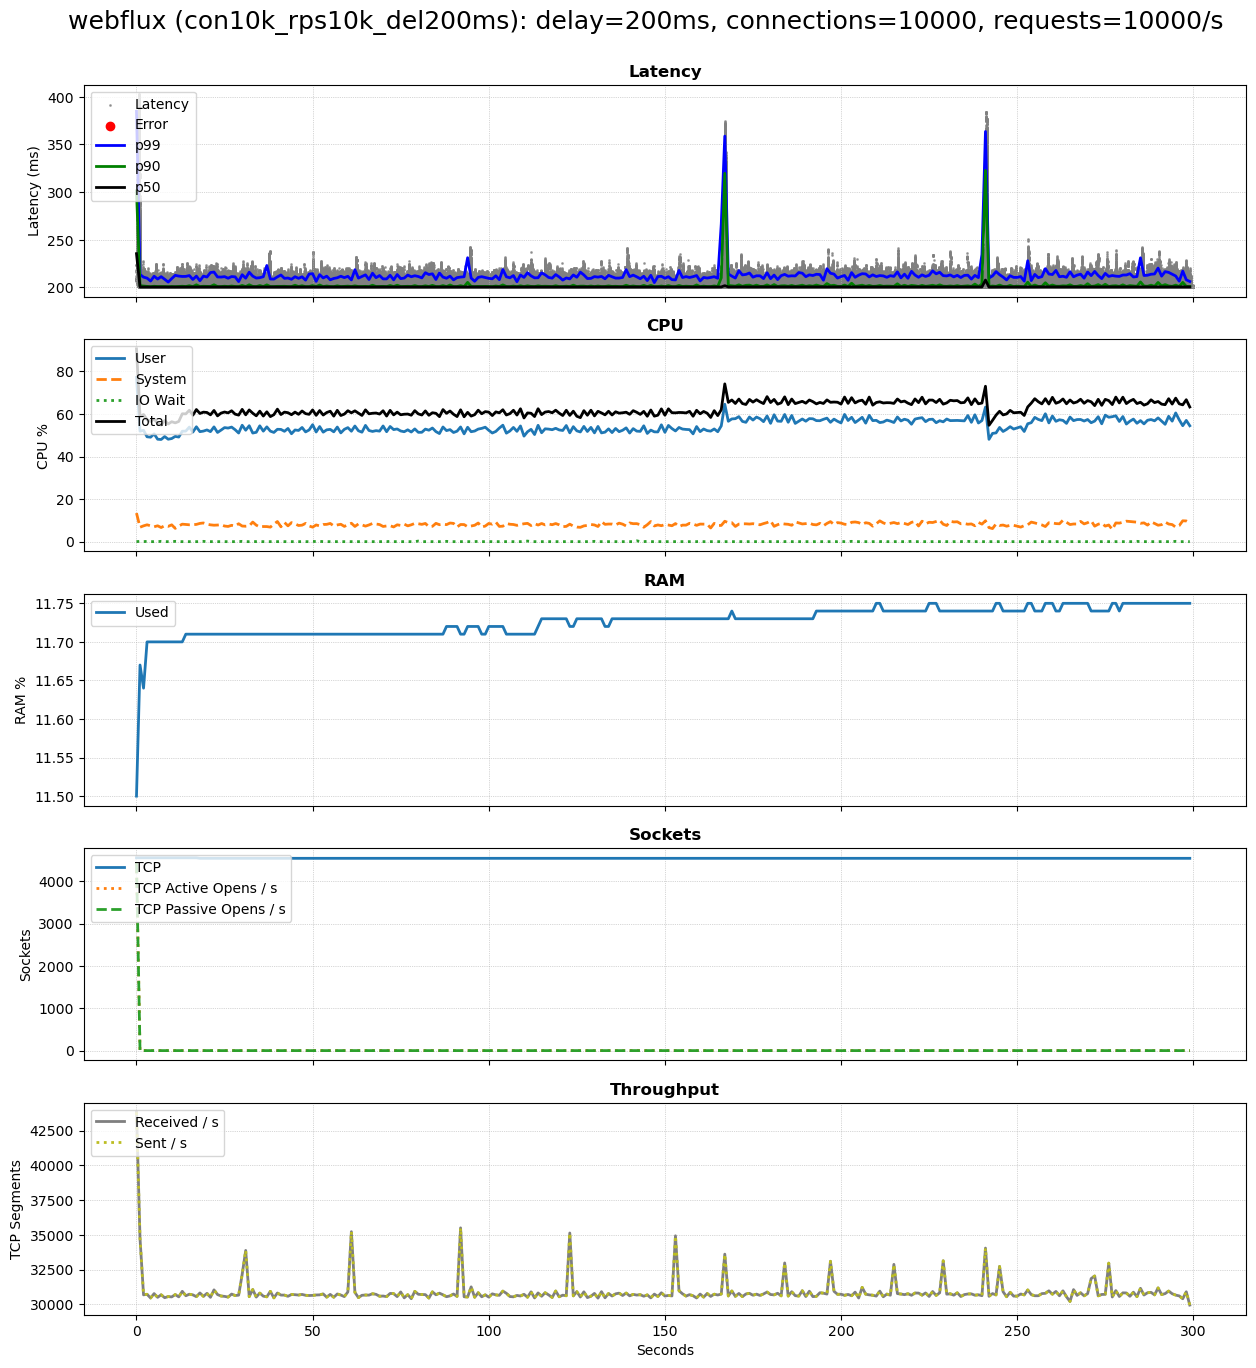 webflux (con10k_rps10k_del200ms): delay=200ms, connections=10000, requests=10000/s
Latency
400
350
300
250
200
Latency (ms)
Latency
Error
p99
p90
p50
CPU
80
60
40
20
0
CPU %
User
System
IO Wait
Total
RAM
11.75
11.70
11.65
11.60
11.55
11.50
RAM %
Used
Sockets
4000
3000
2000
1000
0
Sockets
TCP
TCP Active Opens / s
TCP Passive Opens / s
Throughput
42500
40000
37500
35000
32500
30000
TCP Segments
Received / s
Sent / s
0 50 100 150 200 250 300
Seconds